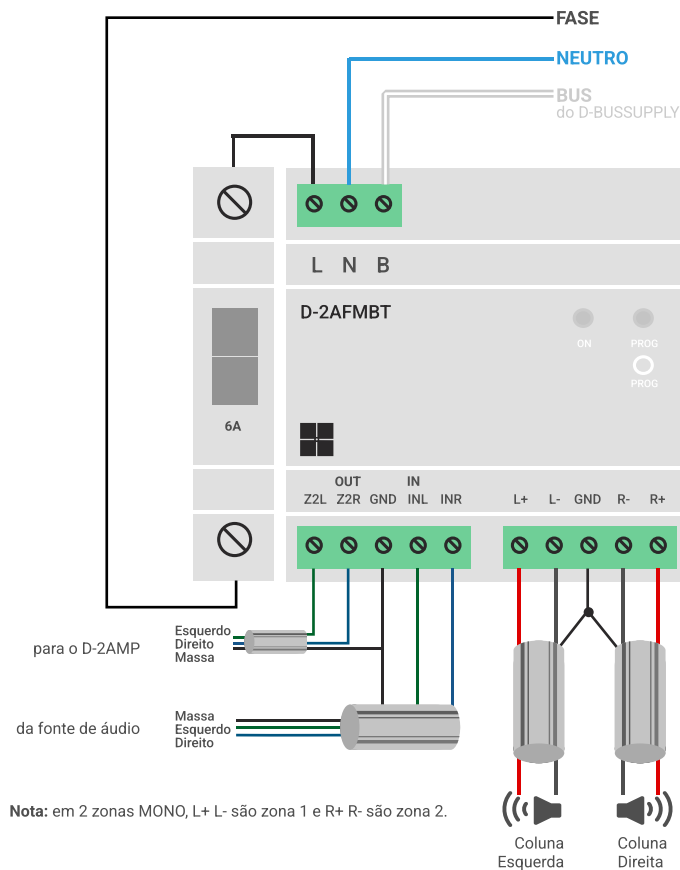 FASE
NEUTRO
BUS
do D-BUSSUPPLY
L N B
D-2AFMBT
ON PROG
PROG
6A
OUT IN
Z2L Z2R GND INL INR L+ L- GND R- R+
Esquerdo
para o D-2AMP Direito
Massa
Massa
da fonte de áudio Esquerdo
Direito
Nota: em 2 zonas MONO, L+ L- são zona 1 e R+ R- são zona 2.
Coluna Esquerda
Coluna Direita